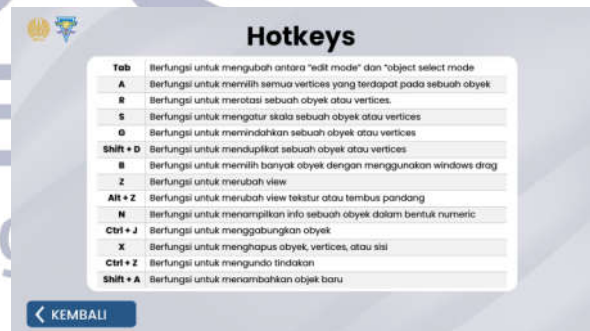 Hotkeys
Tab Berfungsi untuk mengubah antara "edit mode" dan "object select mode
A Berfungsi untuk memilih semua vertices yang terdapat pada sebuah obyek
R Berfungsi untuk merotasi sebuah obyek atau vertices.
S Berfungsi untuk mengatur skala sebuah obyek atau vertices
G Berfungsi untuk memindahkan sebuah obyek atau vertices
Shift + D Berfungsi untuk menduplikat sebuah obyek atau vertices
B Berfungsi untuk memilih banyak obyek dengan menggunakan windows drag
Z Berfungsi untuk merubah view
Alt + Z Berfungsi untuk merubah view tekstur atau tembus pandang
N Berfungsi untuk menampilkan info sebuah obyek dalam bentuk numeric
Ctrl + J Berfungsi untuk menggabungkan obyek
X Berfungsi untuk menghapus obyek, vertices, atau sisi
Ctrl + Z Berfungsi untuk mengundo tindakan
Shift + A Berfungsi untuk menambahkan objek baru
KEMBALI